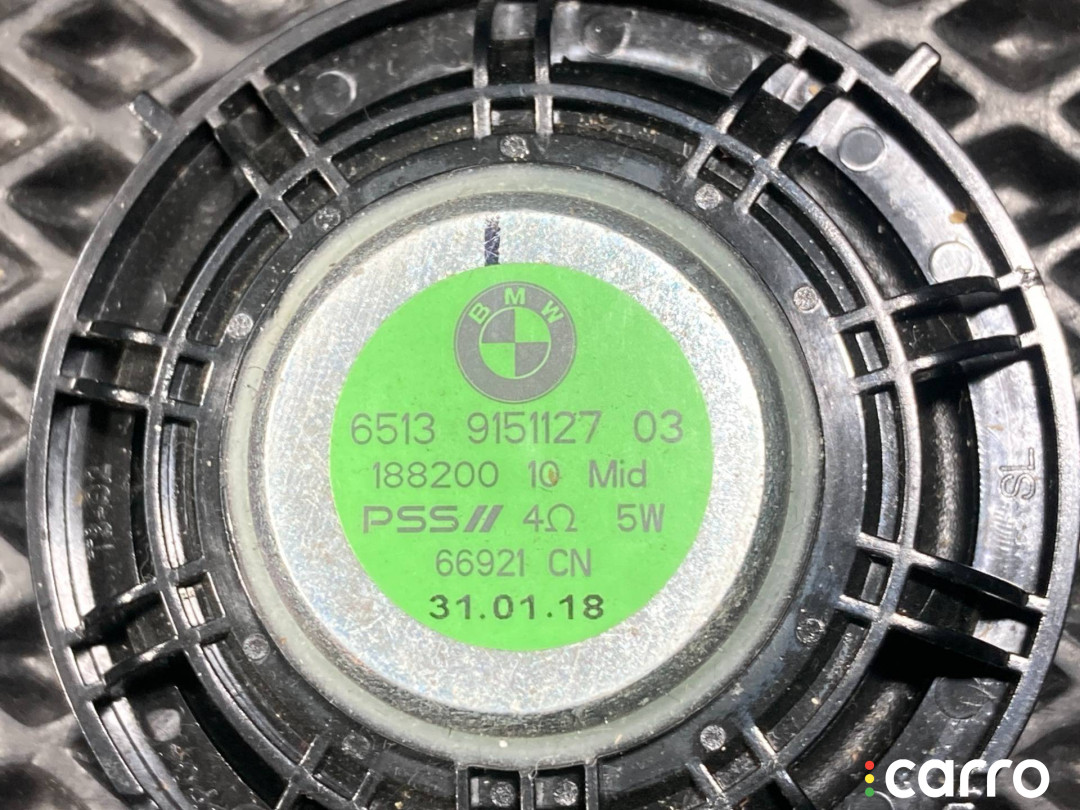 BMW
6513 9151127 03
188200 10 Mid
PSS// 4Ω 5W
66921 CN
31.01.18
carro